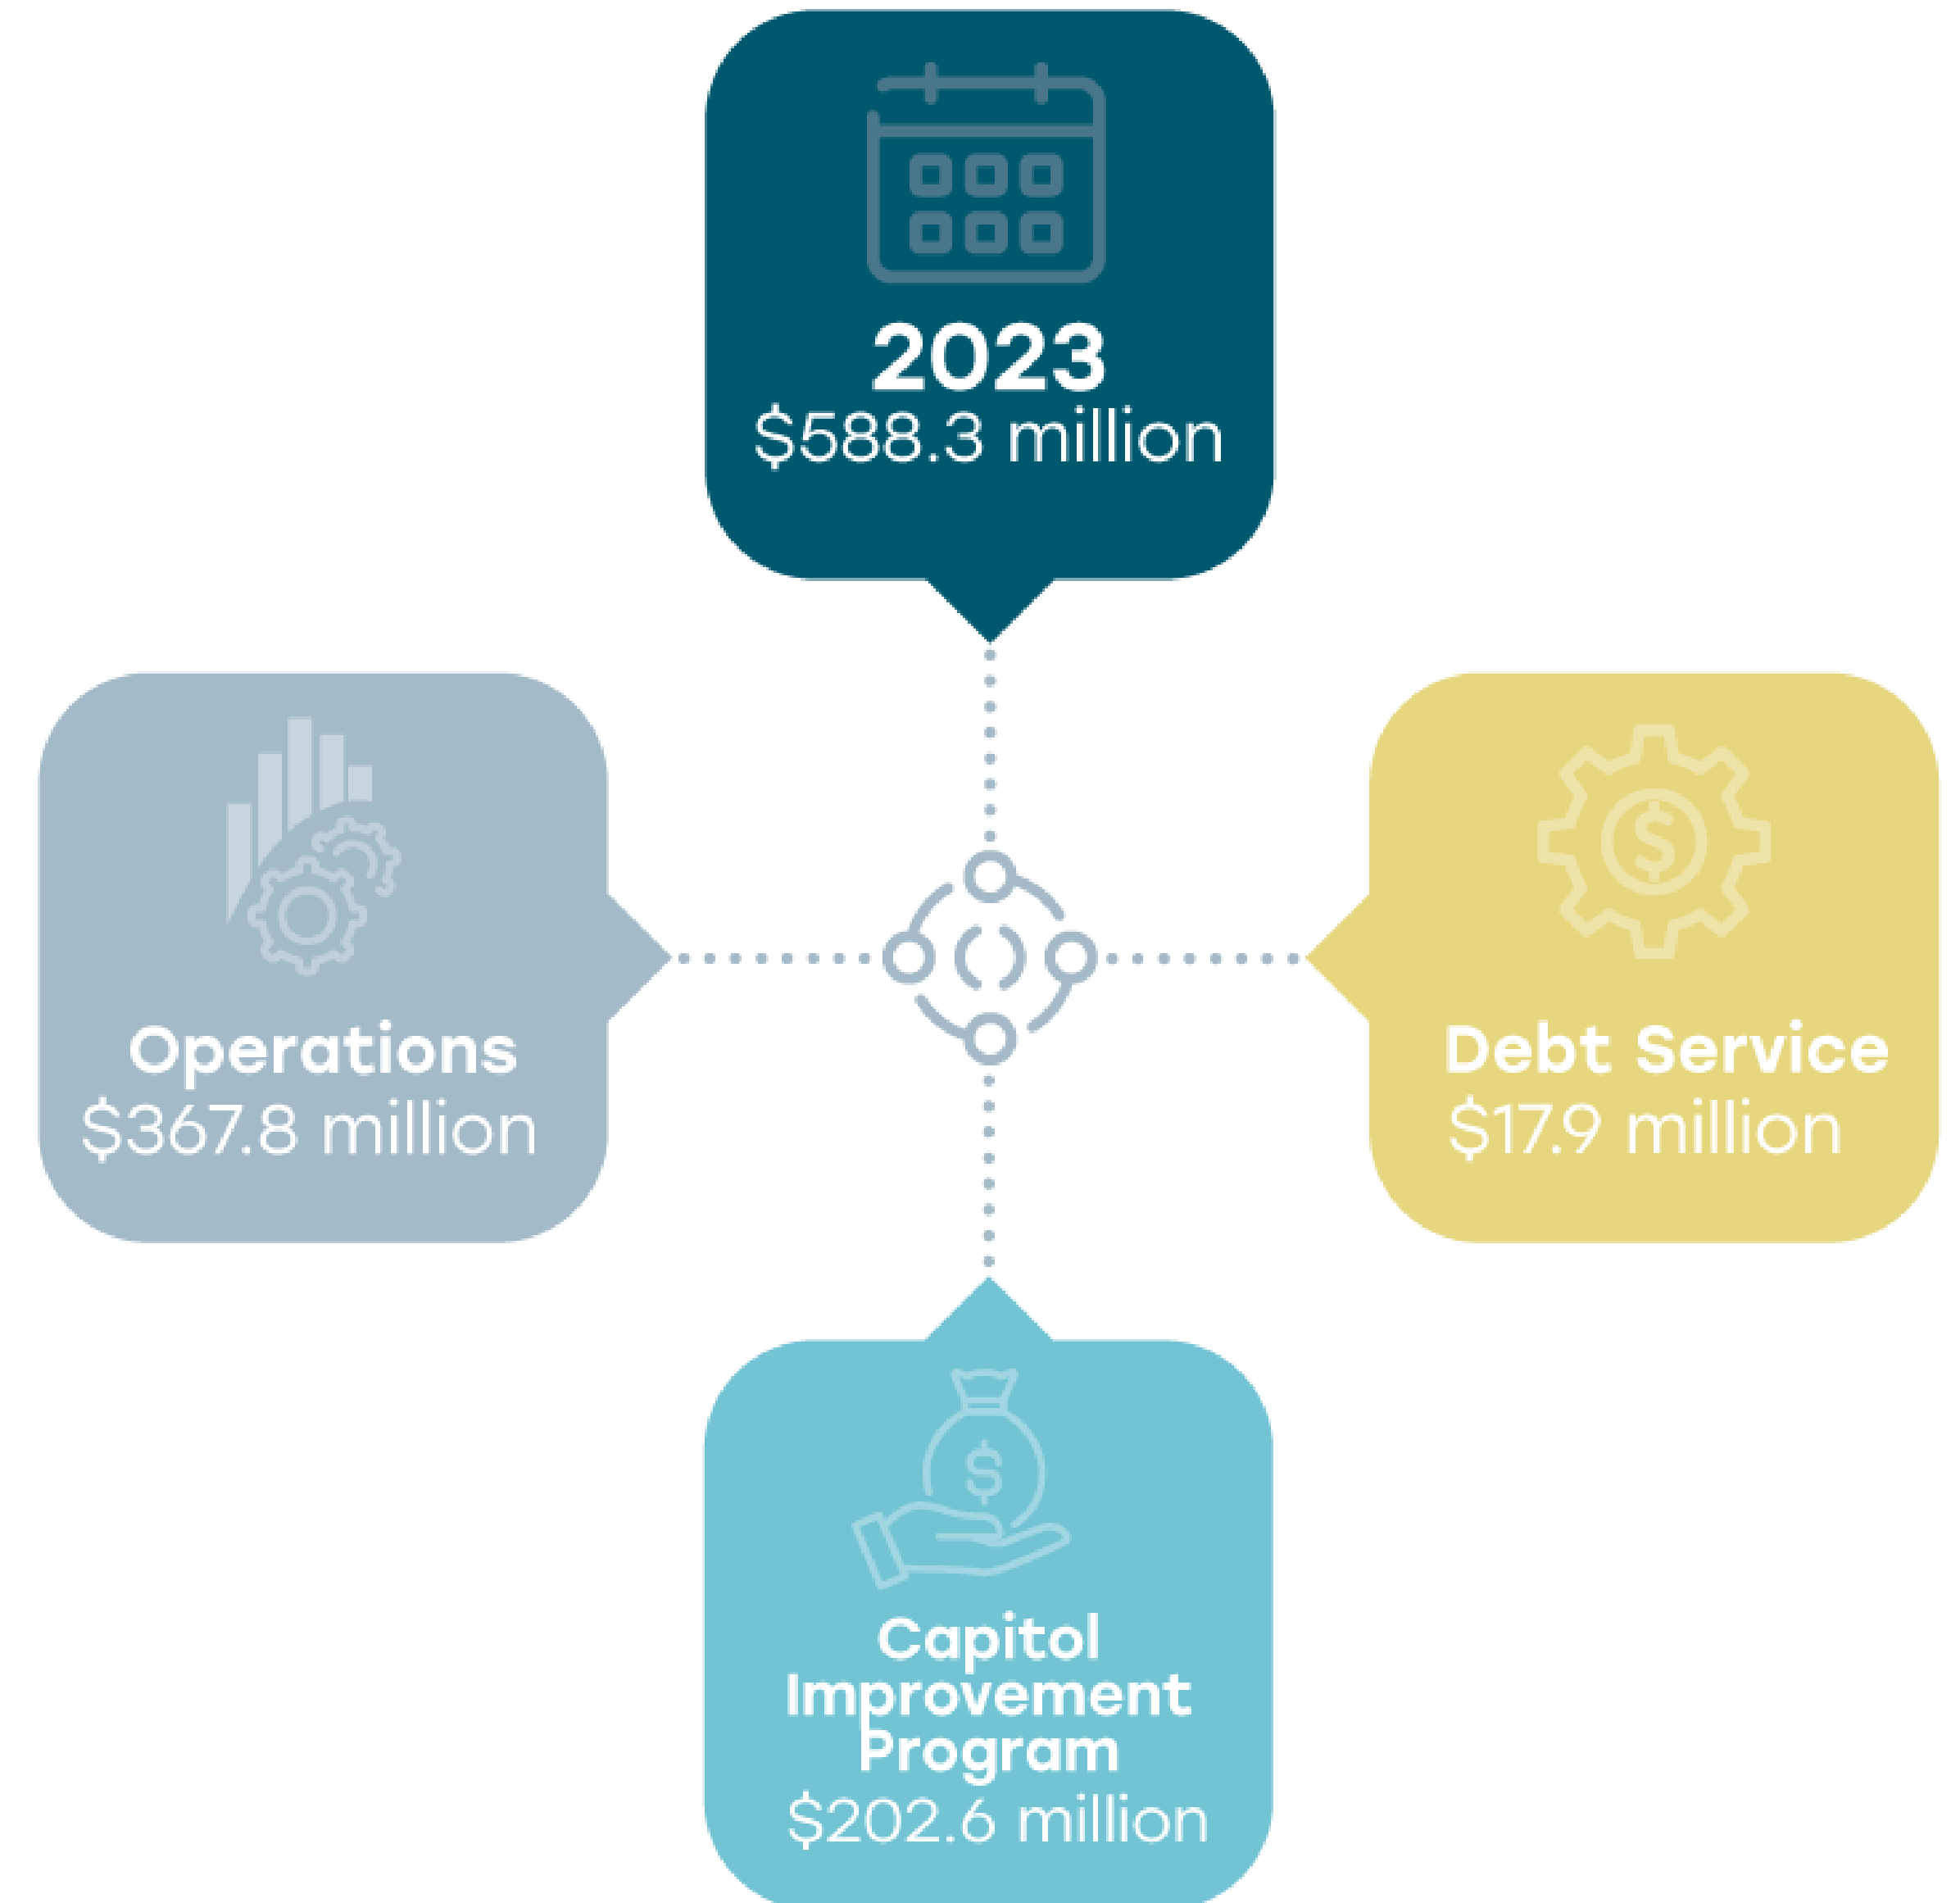 2023
$588.3 million
Operations
$367.8 million
Debt Service
$17.9 million
Capitol
Improvement
Program
$202.6 million